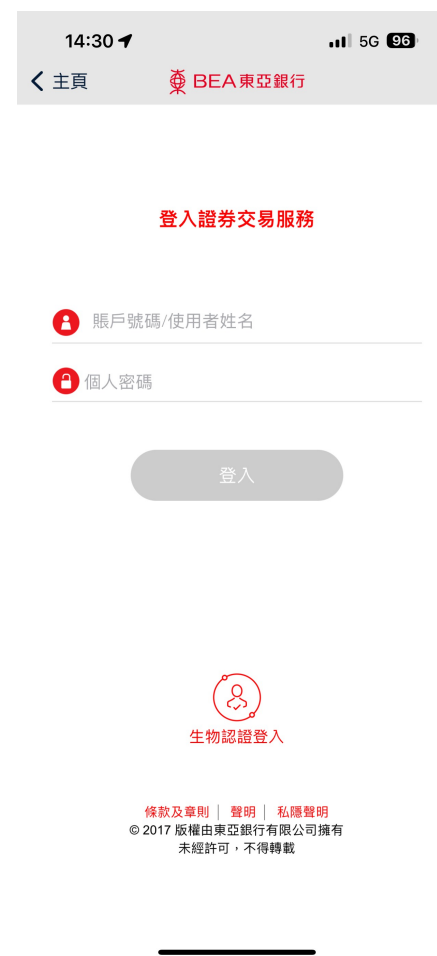 14:30 5G 96
主頁 BEA東亞銀行
登入證券交易服務
賬戶號碼/使用者姓名
個人密碼
登入
生物認證登入
條款及章則│ 聲明│ 私隱聲明
© 2017 版權由東亞銀行有限公司擁有
未經許可，不得轉載